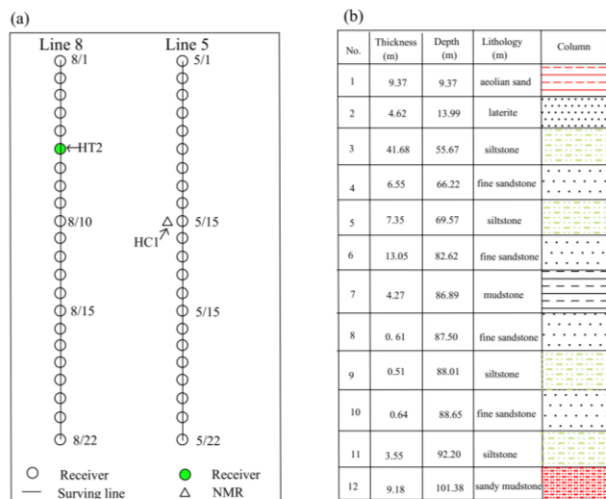 (a)
Line 8 Line 5
8/1 5/1
HT2
8/10 5/15
HC1
8/15 5/15
8/22 5/22
Receiver Receiver
Surving line NMR
(b)
No. Thickness (m) Depth (m) Lithology (m) Column
1 9.37 9.37 aeolian sand
2 4.62 13.99 laterite
3 41.68 55.67 siltstone
4 6.55 66.22 fine sandstone
5 7.35 69.57 siltstone
6 13.05 82.62 fine sandstone
7 4.27 86.89 mudstone
8 0.61 87.50 fine sandstone
9 0.51 88.01 siltstone
10 0.64 88.65 fine sandstone
11 3.55 92.20 siltstone
12 9.18 101.38 sandy mudstone